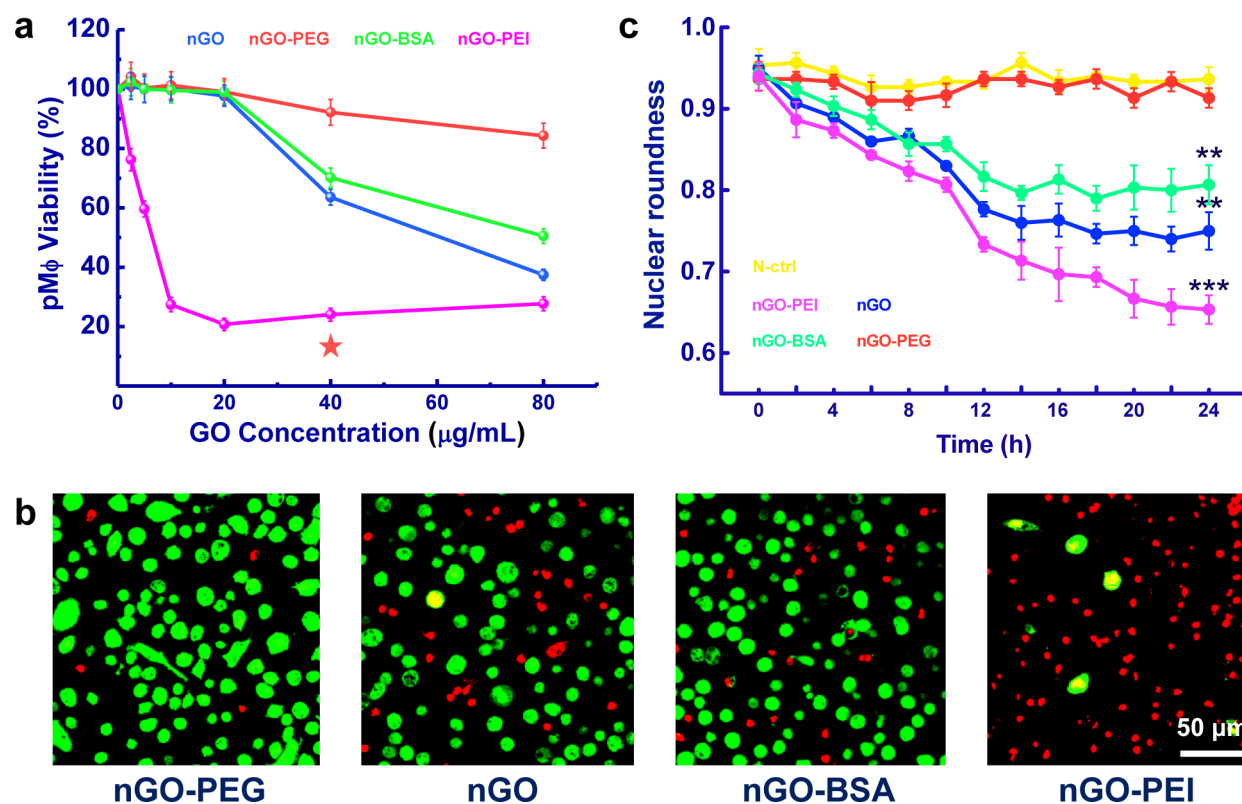 a
120
100
80
60
40
20
pMϕ Viability (%)
nGO nGO-PEG nGO-BSA nGO-PEI
0 20 40 60 80
GO Concentration (µg/mL)
c
1.0
0.9
0.8
0.7
0.6
Nuclear roundness
**
**
***
N-ctrl
nGO-PEI nGO
nGO-BSA nGO-PEG
0 4 8 12 16 20 24
Time (h)
b
50 µm
nGO-PEG nGO nGO-BSA nGO-PEI